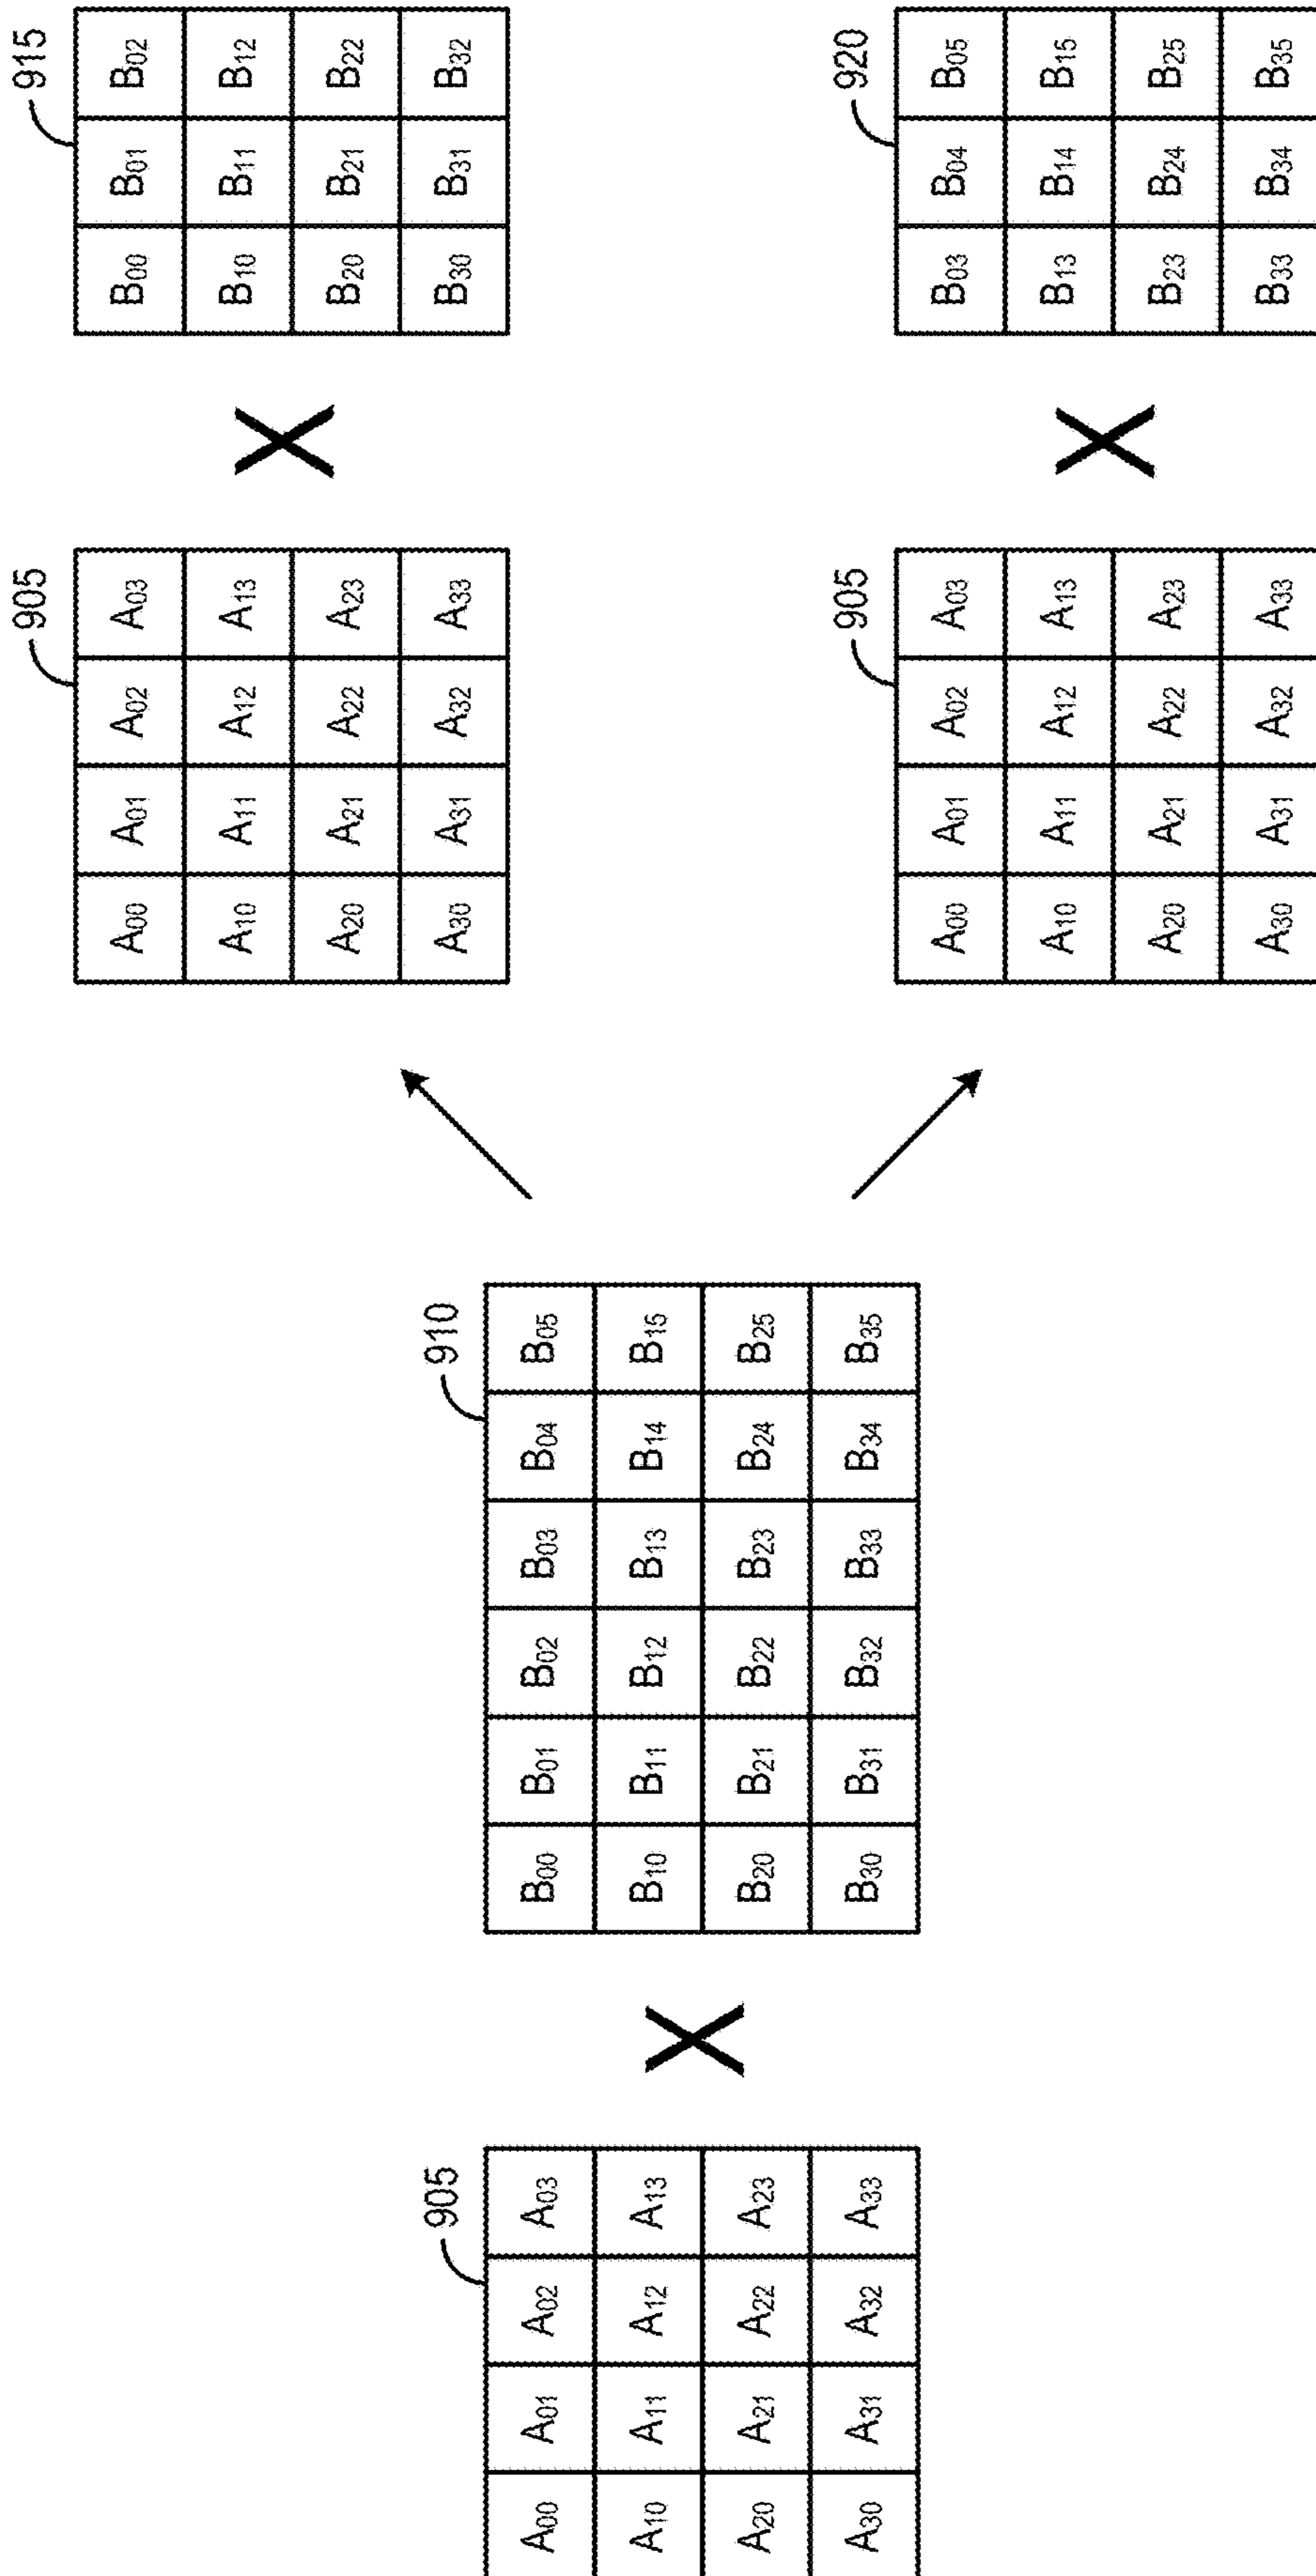 905
A00 A01 A02 A03
A10 A11 A12 A13
A20 A21 A22 A23
A30 A31 A32 A33
X
910
B00 B01 B02 B03 B04 B05
B10 B11 B12 B13 B14 B15
B20 B21 B22 B23 B24 B25
B30 B31 B32 B33 B34 B35
905
A00 A01 A02 A03
A10 A11 A12 A13
A20 A21 A22 A23
A30 A31 A32 A33
X
915
B00 B01 B02
B10 B11 B12
B20 B21 B22
B30 B31 B32
905
A00 A01 A02 A03
A10 A11 A12 A13
A20 A21 A22 A23
A30 A31 A32 A33
X
920
B03 B04 B05
B13 B14 B15
B23 B24 B25
B33 B34 B35